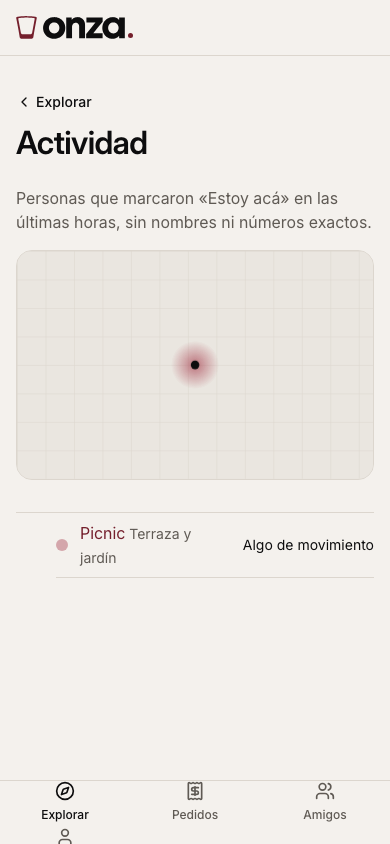 onza.
Explorar
Actividad
Personas que marcaron «Estoy acá» en las
últimas horas, sin nombres ni números exactos.
Picnic Terraza y
jardín
Algo de movimiento
Explorar
Pedidos
Amigos